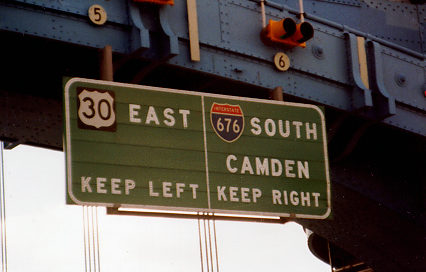 5
6
30 EAST
KEEP LEFT
INTERSTATE
676 SOUTH
CAMDEN
KEEP RIGHT